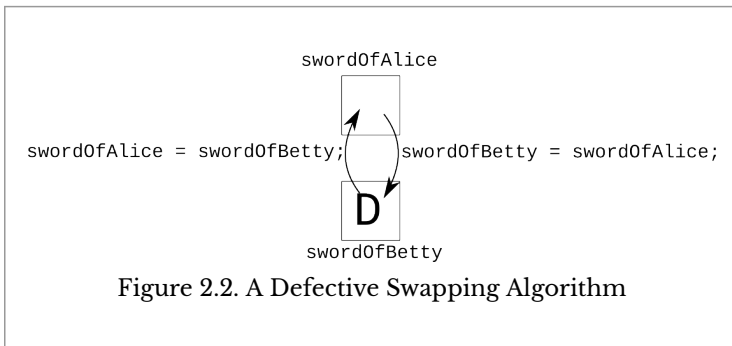 swordOfAlice
swordOfAlice = swordOfBetty; swordOfBetty = swordOfAlice;
D
swordOfBetty
Figure 2.2. A Defective Swapping Algorithm